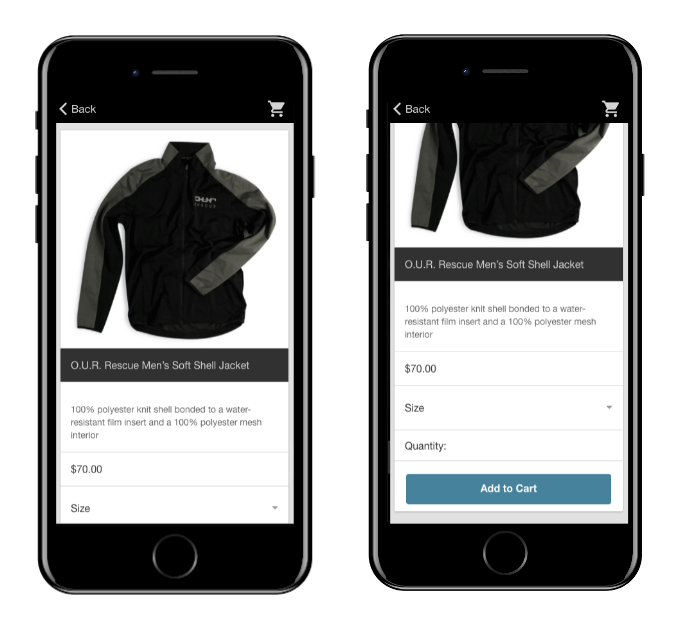 Back
O.U.R.
RESCUE
O.U.R. Rescue Men's Soft Shell Jacket
100% polyester knit shell bonded to a water-
resistant film insert and a 100% polyester mesh
interior
$70.00
Size
Back
O.U.R. Rescue Men's Soft Shell Jacket
100% polyester knit shell bonded to a water-
resistant film insert and a 100% polyester mesh
interior
$70.00
Size
Quantity:
Add to Cart